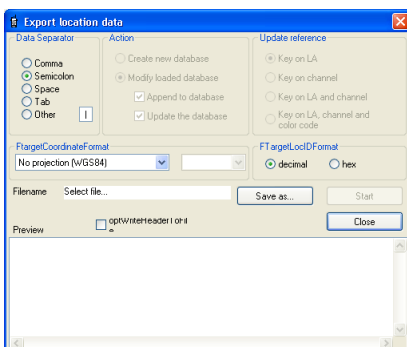 Export location data
Data Separator
Comma
Semicolon
Space
Tab
Other
Action
Create new database
Modify loaded database
Append to database
Update the database
Update reference
Key on LA
Key on channel
Key on LA and channel
Key on LA, channel and
color code
FtargetCoordinateFormat
No projection (WGS84)
FTargetLocIDFormat
decimal
hex
Filename
Select file...
Save as...
Start
Preview
optWriteHeaderToFil
Close